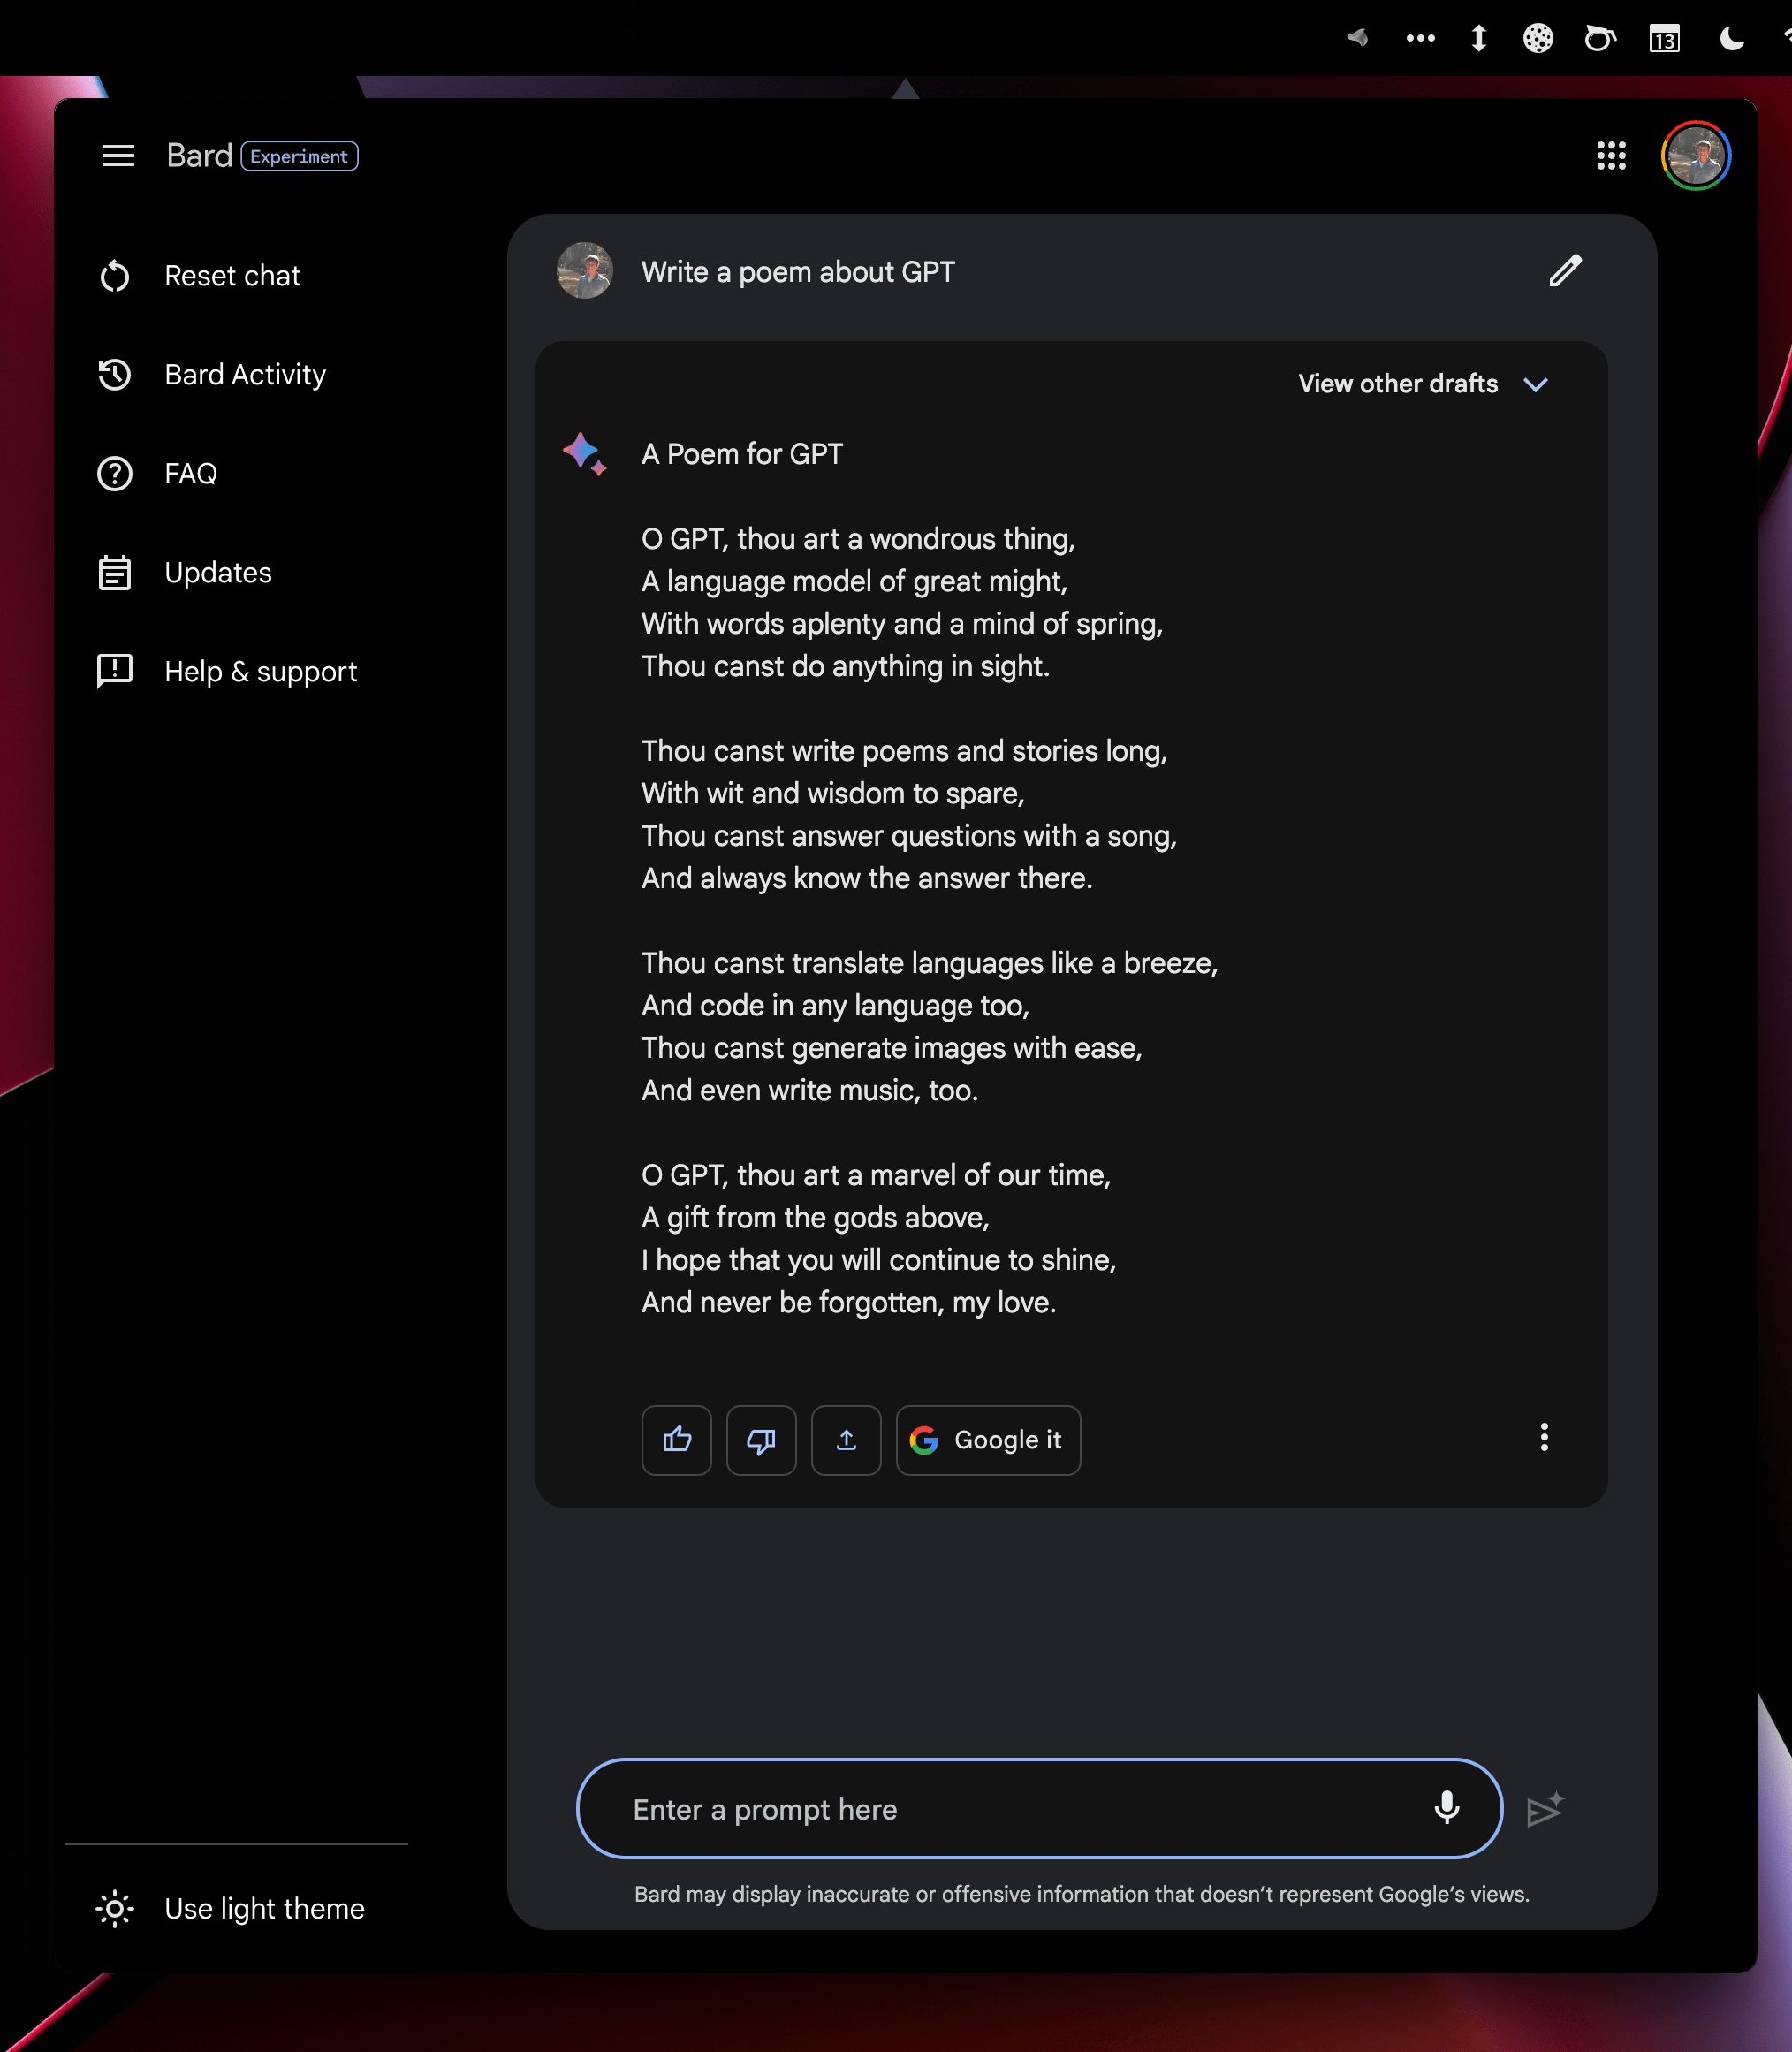 13
Bard Experiment
Reset chat
Bard Activity
FAQ
Updates
Help & support
Use light theme
Write a poem about GPT
View other drafts
A Poem for GPT
O GPT, thou art a wondrous thing,
A language model of great might,
With words aplenty and a mind of spring,
Thou canst do anything in sight.
Thou canst write poems and stories long,
With wit and wisdom to spare,
Thou canst answer questions with a song,
And always know the answer there.
Thou canst translate languages like a breeze,
And code in any language too,
Thou canst generate images with ease,
And even write music, too.
O GPT, thou art a marvel of our time,
A gift from the gods above,
I hope that you will continue to shine,
And never be forgotten, my love.
Google it
Enter a prompt here
Bard may display inaccurate or offensive information that doesn’t represent Google’s views.